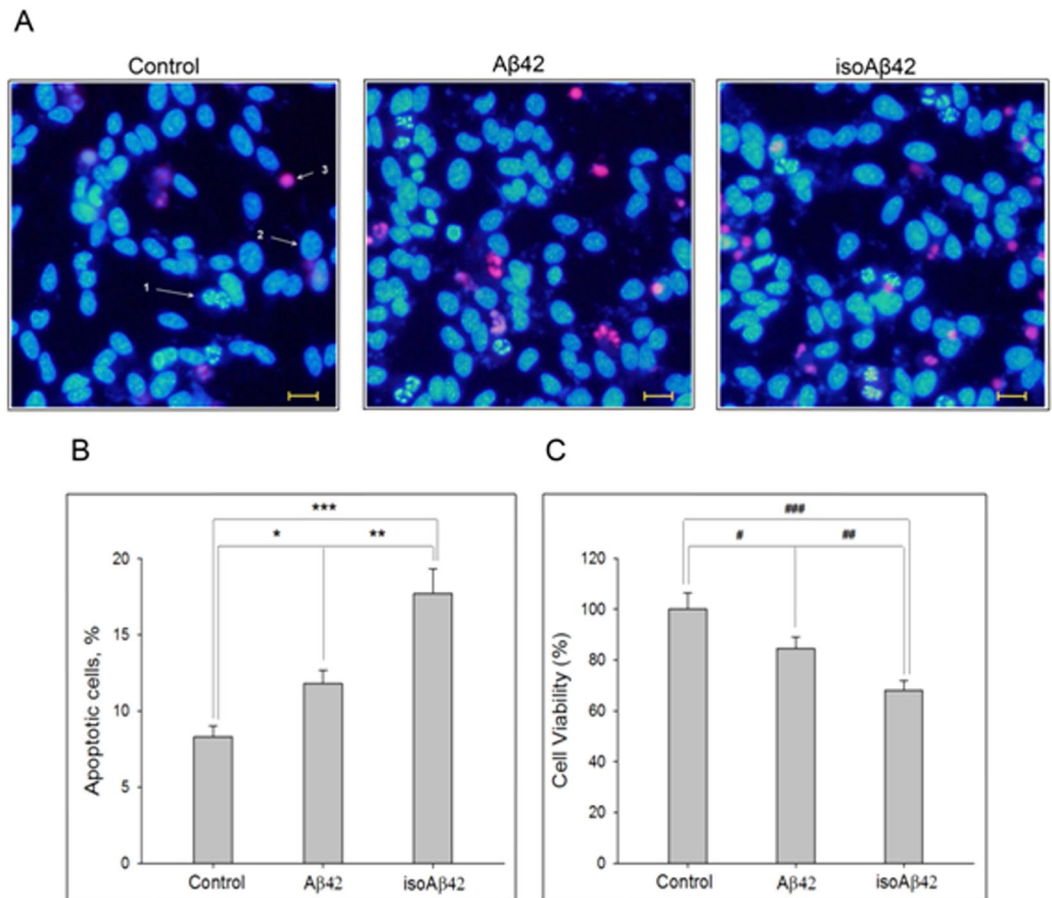 A
Control
Aβ42
isoAβ42
3
2
1
B
C
***
*
**
20
15
10
5
0
Apoptotic cells, %
Control
Aβ42
isoAβ42
###
#
##
120
100
80
60
40
20
0
Cell Viability (%)
Control
Aβ42
isoAβ42